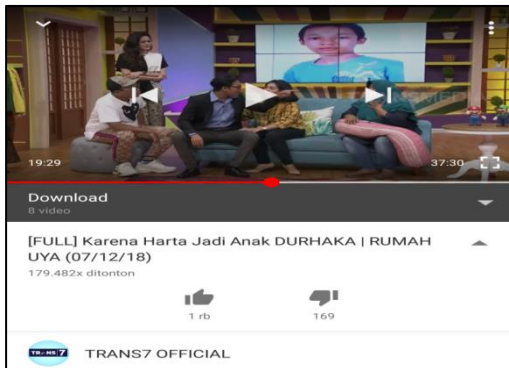 19:29
37:30
Download
8 video
[FULL] Karena Harta Jadi Anak DURHAKA | RUMAH
UYA (07/12/18)
179.482x ditonton
1 rb
169
TRANS7
TRANS7 OFFICIAL